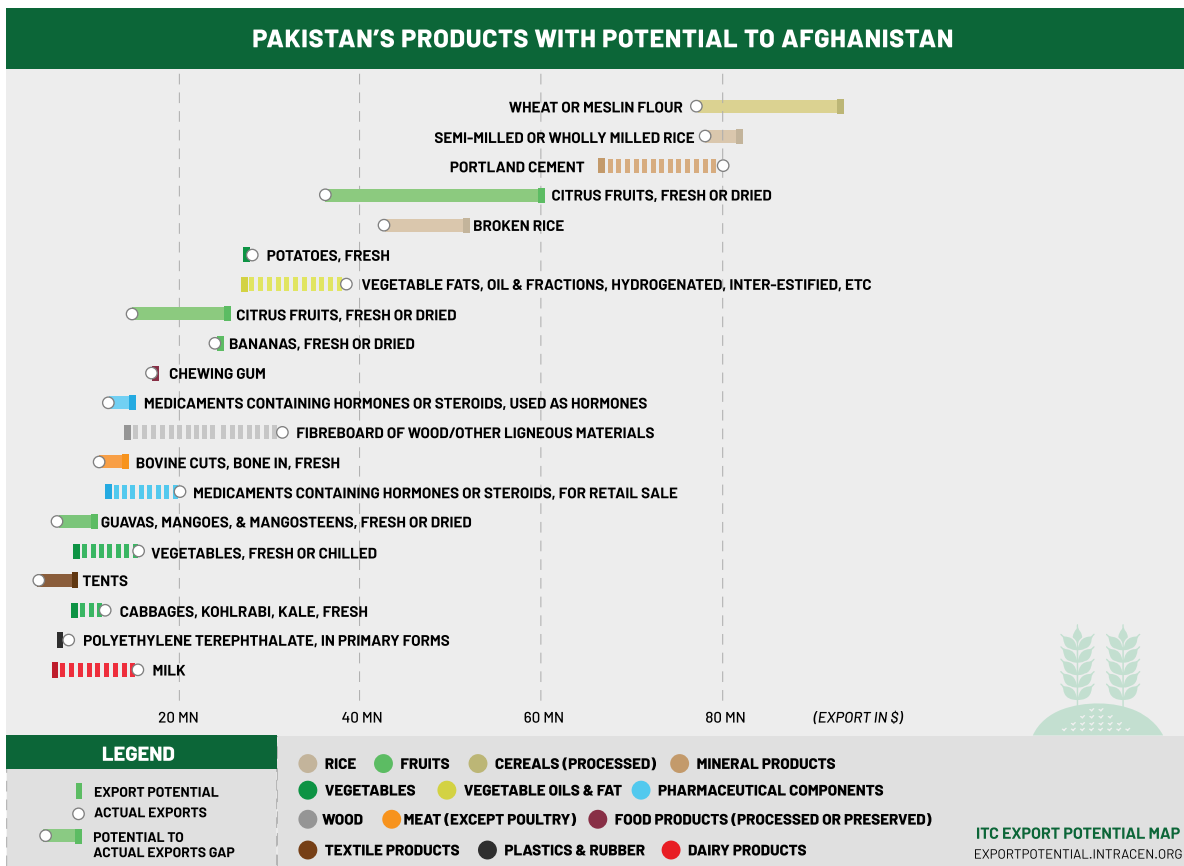 PAKISTAN'S PRODUCTS WITH POTENTIAL TO AFGHANISTAN
WHEAT OR MESLIN FLOUR
SEMI-MILLED OR WHOLLY MILLED RICE
PORTLAND CEMENT
CITRUS FRUITS, FRESH OR DRIED
BROKEN RICE
POTATOES, FRESH
VEGETABLE FATS, OIL & FRACTIONS, HYDROGENATED, INTER-ESTIFIED, ETC
CITRUS FRUITS, FRESH OR DRIED
BANANAS, FRESH OR DRIED
CHEWING GUM
MEDICAMENTS CONTAINING HORMONES OR STEROIDS, USED AS HORMONES
FIBREBOARD OF WOOD/OTHER LIGNEOUS MATERIALS
BOVINE CUTS, BONE IN, FRESH
MEDICAMENTS CONTAINING HORMONES OR STEROIDS, FOR RETAIL SALE
GUAVAS, MANGOES, & MANGOSTEENS, FRESH OR DRIED
VEGETABLES, FRESH OR CHILLED
TENTS
CABBAGES, KOHLRABI, KALE, FRESH
POLYETHYLENE TEREPHTHALATE, IN PRIMARY FORMS
MILK
20 MN 40 MN 60 MN 80 MN (EXPORT IN $)
LEGEND
EXPORT POTENTIAL
ACTUAL EXPORTS
POTENTIAL TO
ACTUAL EXPORTS GAP
RICE FRUITS CEREALS (PROCESSED) MINERAL PRODUCTS
VEGETABLES VEGETABLE OILS & FAT PHARMACEUTICAL COMPONENTS
WOOD MEAT (EXCEPT POULTRY) FOOD PRODUCTS (PROCESSED OR PRESERVED)
TEXTILE PRODUCTS PLASTICS & RUBBER DAIRY PRODUCTS
ITC EXPORT POTENTIAL MAP
EXPORTPOTENTIAL.INTRACEN.ORG